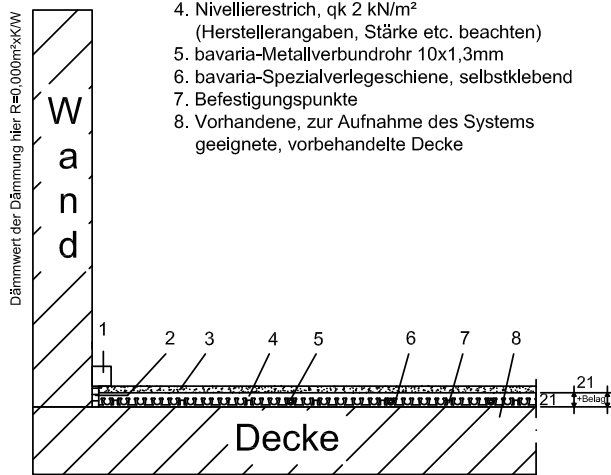 4. Nivellierestrich, qk 2 kN/m²
(Herstellerangaben, Stärke etc. beachten)
5. bavaria-Metallverbundrohr 10x1,3mm
6. bavaria-Spezialverlegeschiene, selbstklebend
7. Befestigungspunkte
8. Vorhandene, zur Aufnahme des Systems
geeignete, vorbehandelte Decke
Dämmwert der Dämmung hier R=0,000m²xK/W
W
a
n
d
1 2 3 4 5 6 7 8
21
21
+Belag
Decke